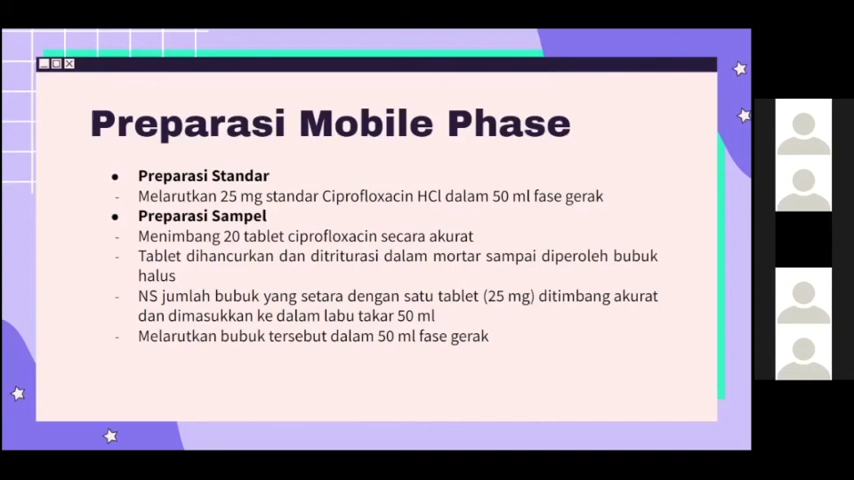 Preparasi Mobile Phase
● Preparasi Standar
- Melarutkan 25 mg standar Ciprofloxacin HCl dalam 50 ml fase gerak
● Preparasi Sampel
- Menimbang 20 tablet ciprofloxacin secara akurat
- Tablet dihancurkan dan ditriturasi dalam mortar sampai diperoleh bubuk
halus
- NS jumlah bubuk yang setara dengan satu tablet (25 mg) ditimbang akurat
dan dimasukkan ke dalam labu takar 50 ml
- Melarutkan bubuk tersebut dalam 50 ml fase gerak